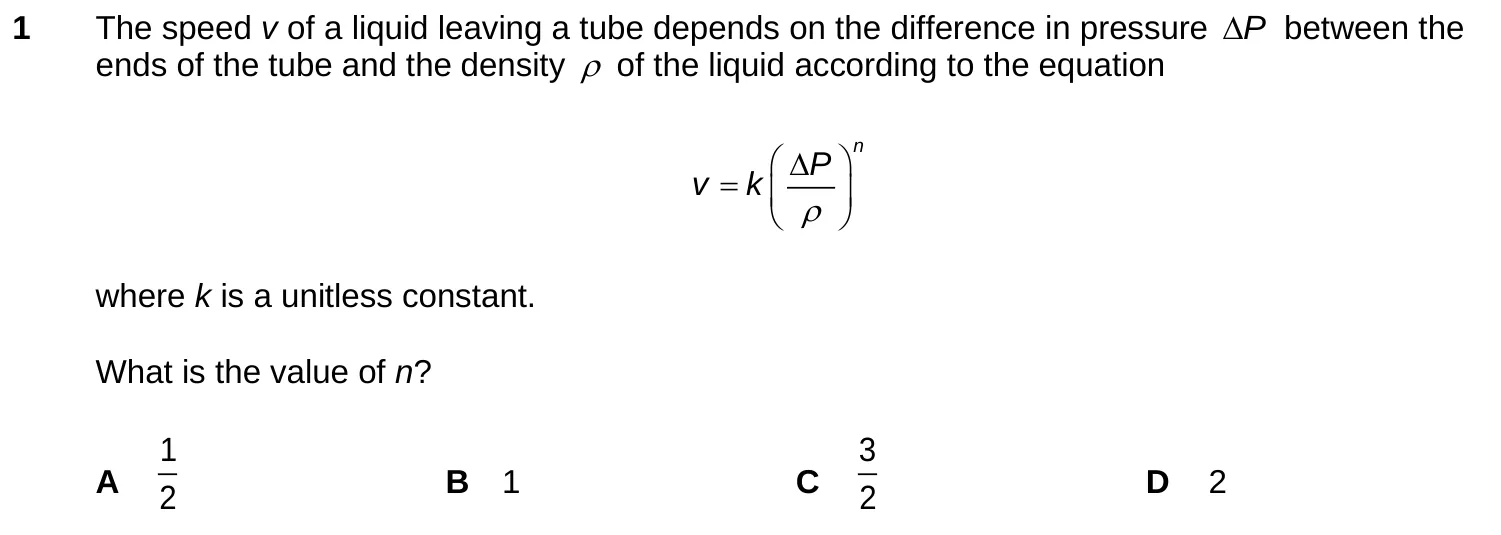 1 The speed v of a liquid leaving a tube depends on the difference in pressure ΔP between the
ends of the tube and the density ρ of the liquid according to the equation
v = k(ΔP/ρ)^n
where k is a unitless constant.
What is the value of n?
A 1/2 B 1 C 3/2 D 2